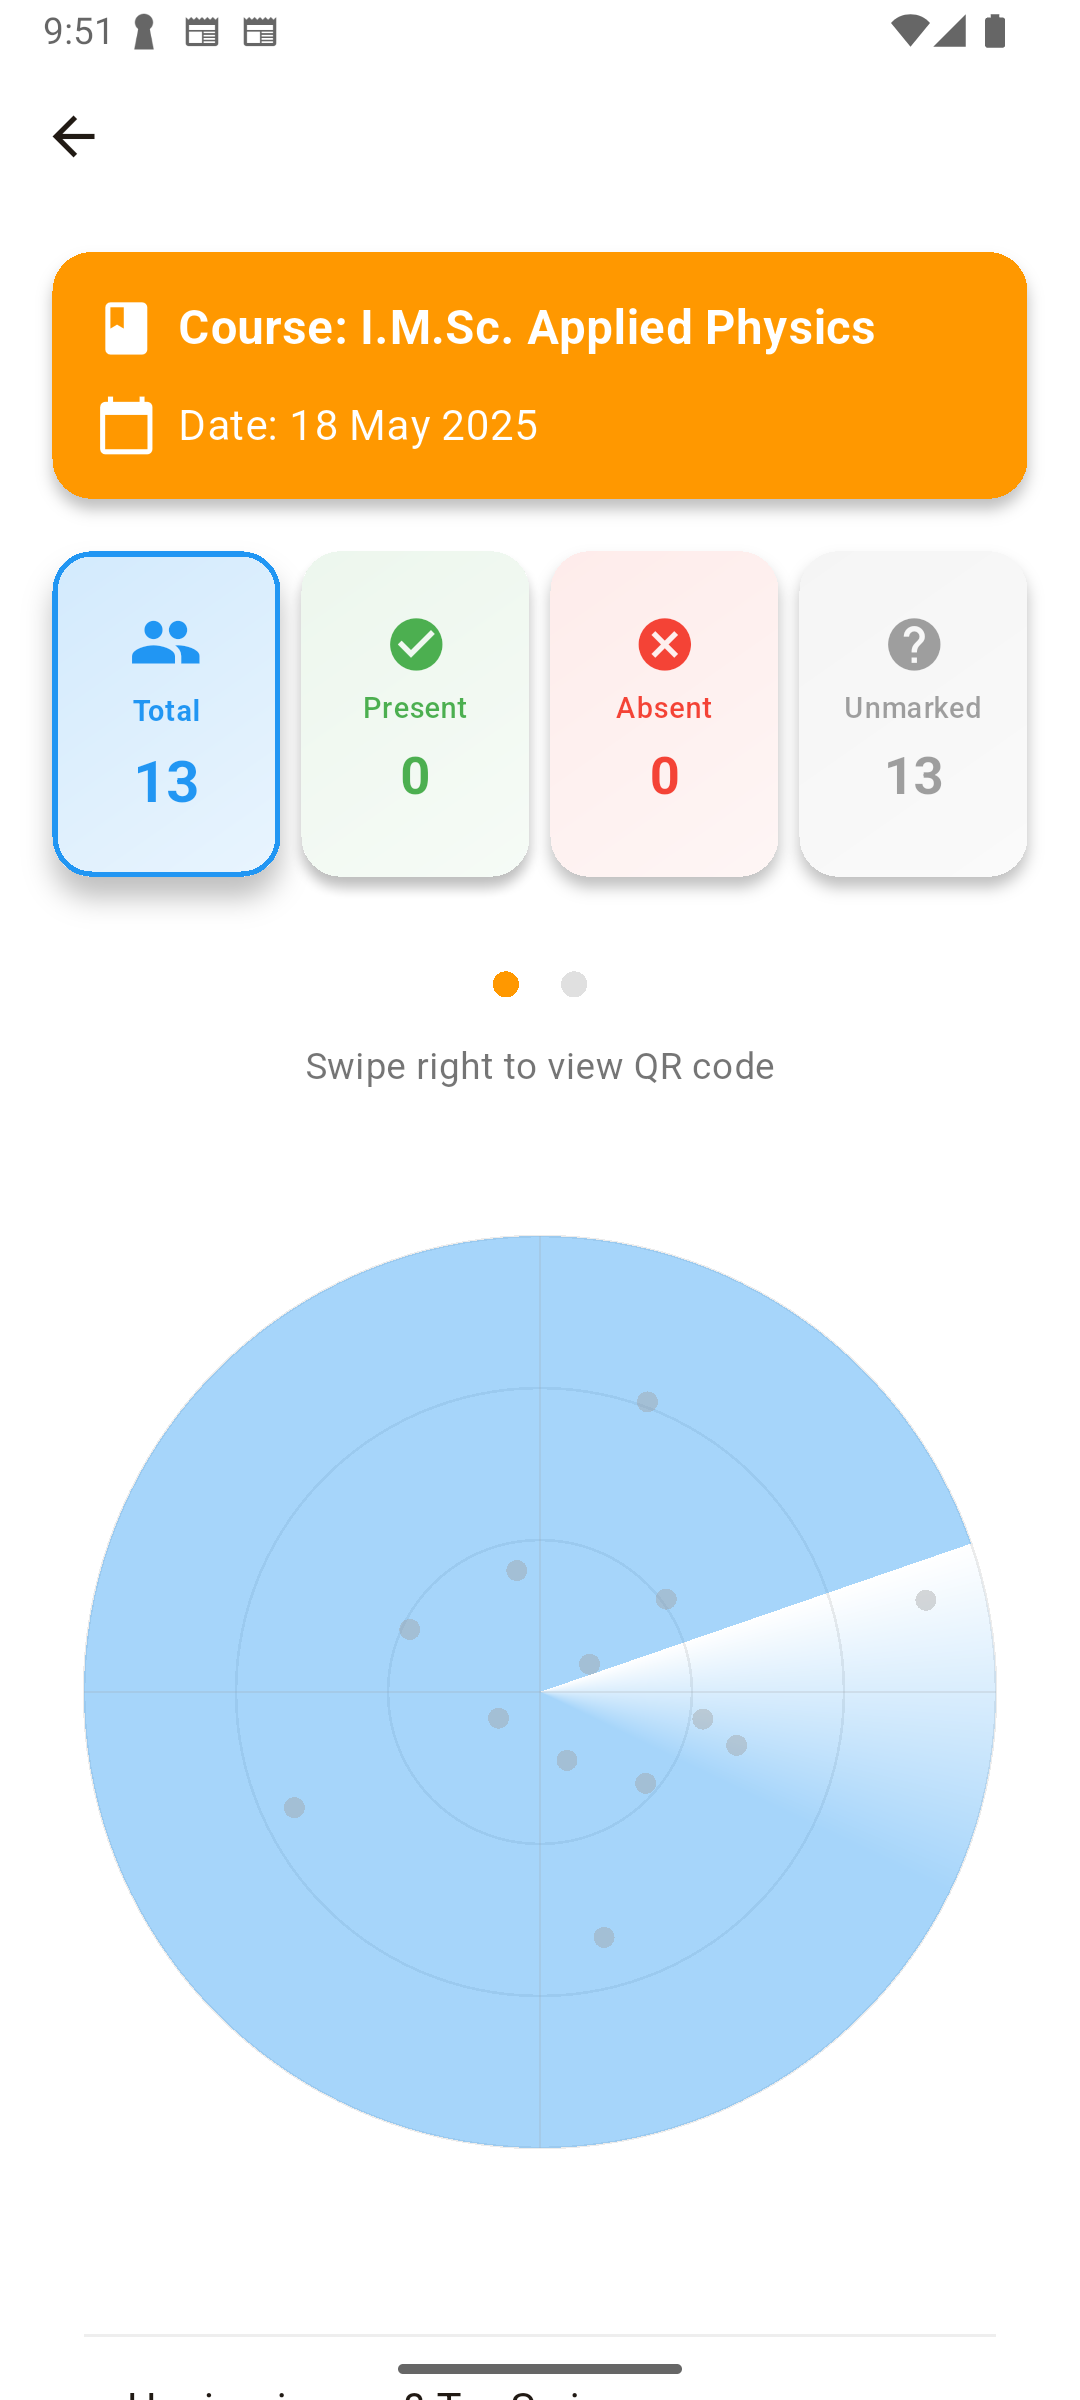 9:51
Course: I.M.Sc. Applied Physics
Date: 18 May 2025
Total
13
Present
0
Absent
0
Unmarked
13
Swipe right to view QR code